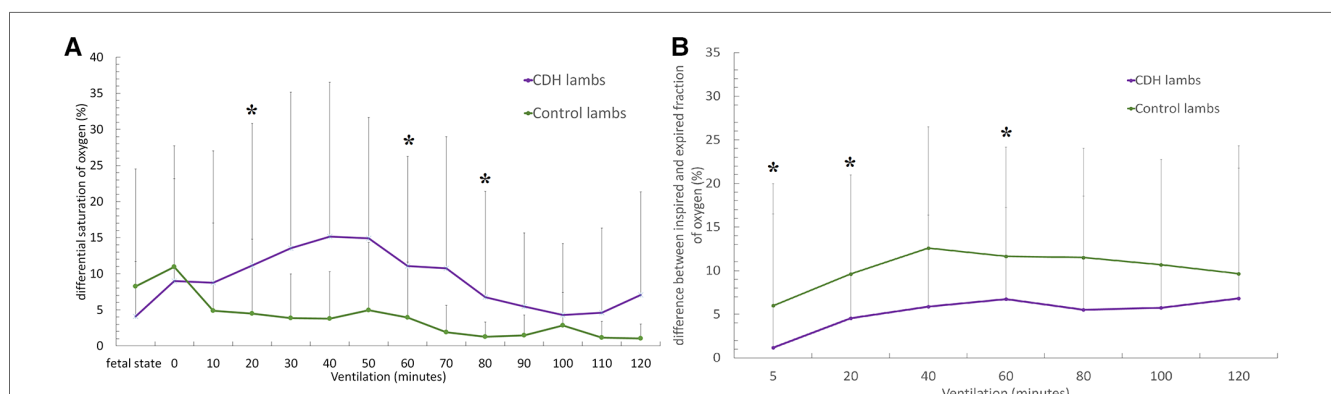 A
differential saturation of oxygen (%)
40
35
30
25
20
15
10
5
0
*
*
*
CDH lambs
Control lambs
fetal state 0 10 20 30 40 50 60 70 80 90 100 110 120
Ventilation (minutes)
B
difference between inspired and expired fraction
of oxygen (%)
35
30
25
20
15
10
5
0
*
*
*
CDH lambs
Control lambs
5 20 40 60 80 100 120
Ventilation (minutes)